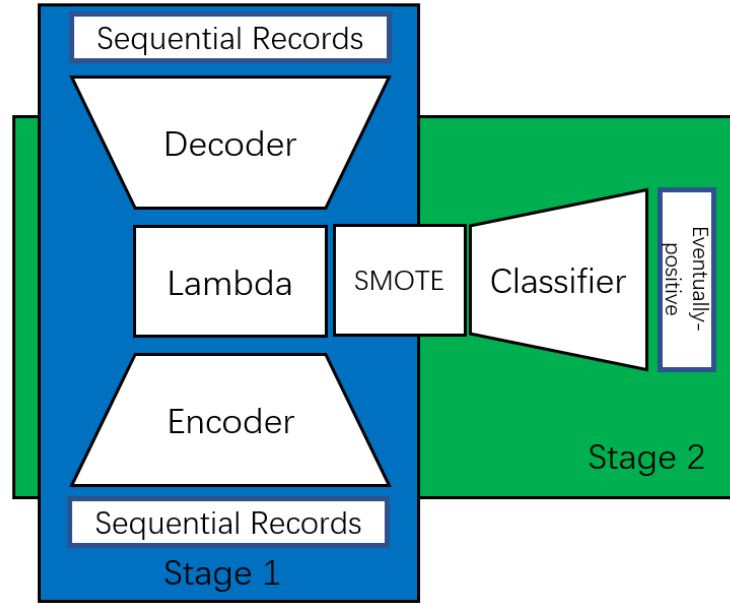 Sequential Records
Decoder
Lambda
SMOTE
Classifier
Eventually-
positive
Encoder
Stage 2
Sequential Records
Stage 1